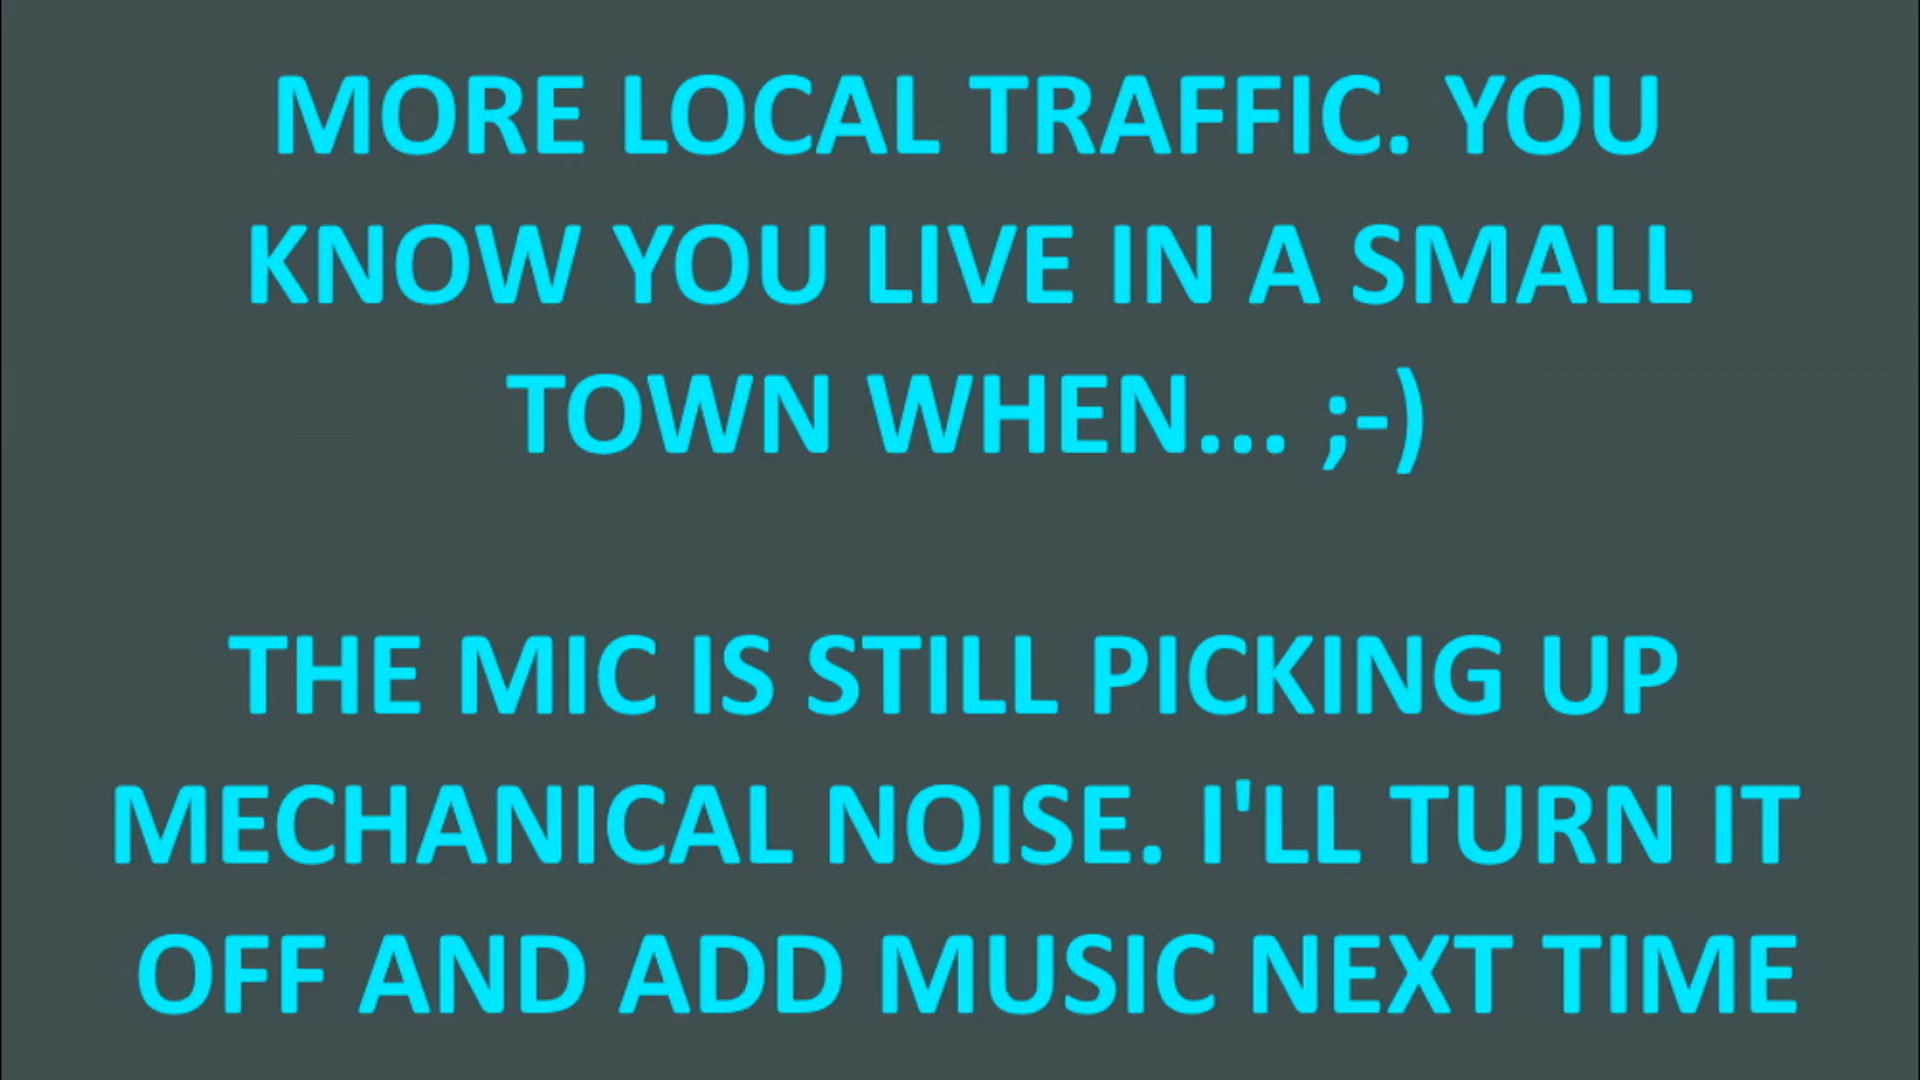 MORE LOCAL TRAFFIC. YOU
KNOW YOU LIVE IN A SMALL
TOWN WHEN... ;-)
THE MIC IS STILL PICKING UP
MECHANICAL NOISE. I'LL TURN IT
OFF AND ADD MUSIC NEXT TIME